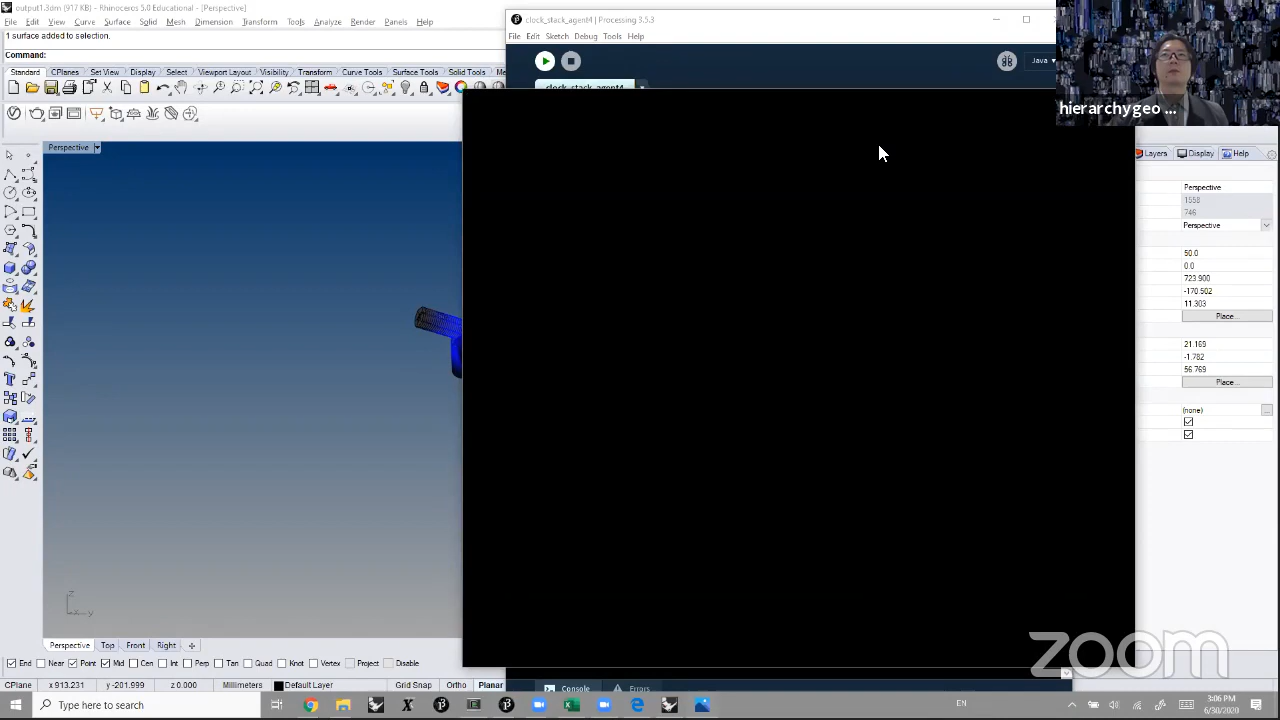 output1.3dm (917 KB) - Rhinoceros 5.0 Educational - [Perspective]
File Edit View Curve Surface Solid Mesh Dimension Transform Tools Analyze Render Panels Help
1 surface added to selection.
Command:
Standard CPlanes Set View Display Select Viewport Layout Visibility Transform Curve Tools Surface Tools Solid Tools
Perspective
clock_stack_agent4 | Processing 3.5.3
File Edit Sketch Debug Tools Help
Java
clock_stack_agent4
hierarchygeo ...
Layers Display Help
Perspective
1558
746
Perspective
50.0
0.0
723.900
-170.502
11.303
Place...
21.169
-1.782
56.769
Place...
(none)
...
z
x y
Perspective Top Front Right
End Near Point Mid Cen Int Perp Tan Quad Knot Vertex Project Disable
CPlane x 913.231 y -201.999 z 0.000 Millimeters Default Layer Grid Snap Ortho Planar
Console Errors
zoom
Type here to search
EN
3:06 PM
6/30/2020